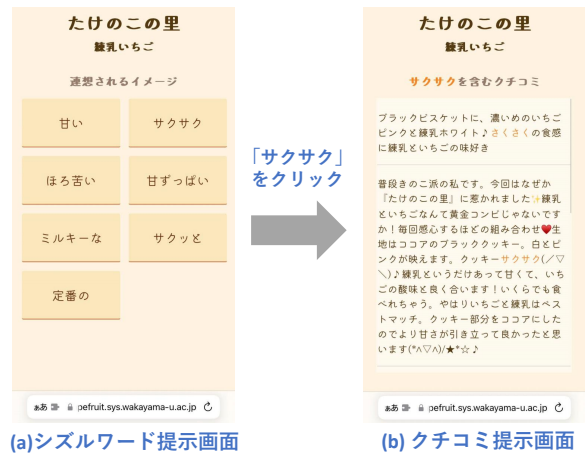 たけのこの里
練乳いちご
連想されるイメージ
甘い
サクサク
ほろ苦い
甘ずっぱい
ミルキーな
サクッと
定番の
ぁあ
pefruit.sys.wakayama-u.ac.jp
(a)シズルワード提示画面
「サクサク」
をクリック
たけのこの里
練乳いちご
サクサクを含むクチコミ
ブラックビスケットに、濃いめのいちご
ピンクと練乳ホワイト♪さくさくの食感
に練乳といちごの味好き
普段きのこ派の私です。今回はなぜか
『たけのこの里』に惹かれました✨練乳
といちごなんて黄金コンビじゃないです
か！毎回感心するほどの組み合わせ❤️生
地はココアのブラッククッキー。白とピ
ンクが映えます。クッキーサクサク(／▽
＼)♪練乳というだけあって甘くて、いち
ごの酸味と良く合います！いくらでも食
べれちゃう。やはりいちごと練乳はベス
トマッチ。クッキー部分をココアにした
のでより甘さが引き立って良かったと思
います(*∧▽∧)/★*☆♪
ぁあ
pefruit.sys.wakayama-u.ac.jp
(b) クチコミ提示画面